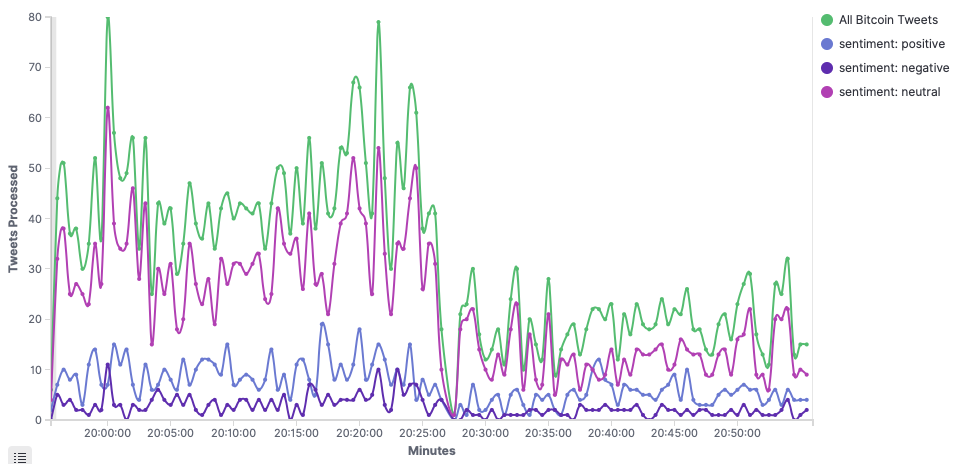 80
70
60
50
40
30
20
10
0
Tweets Processed
20:00:00 20:05:00 20:10:00 20:15:00 20:20:00 20:25:00 20:30:00 20:35:00 20:40:00 20:45:00 20:50:00
Minutes
All Bitcoin Tweets
sentiment: positive
sentiment: negative
sentiment: neutral